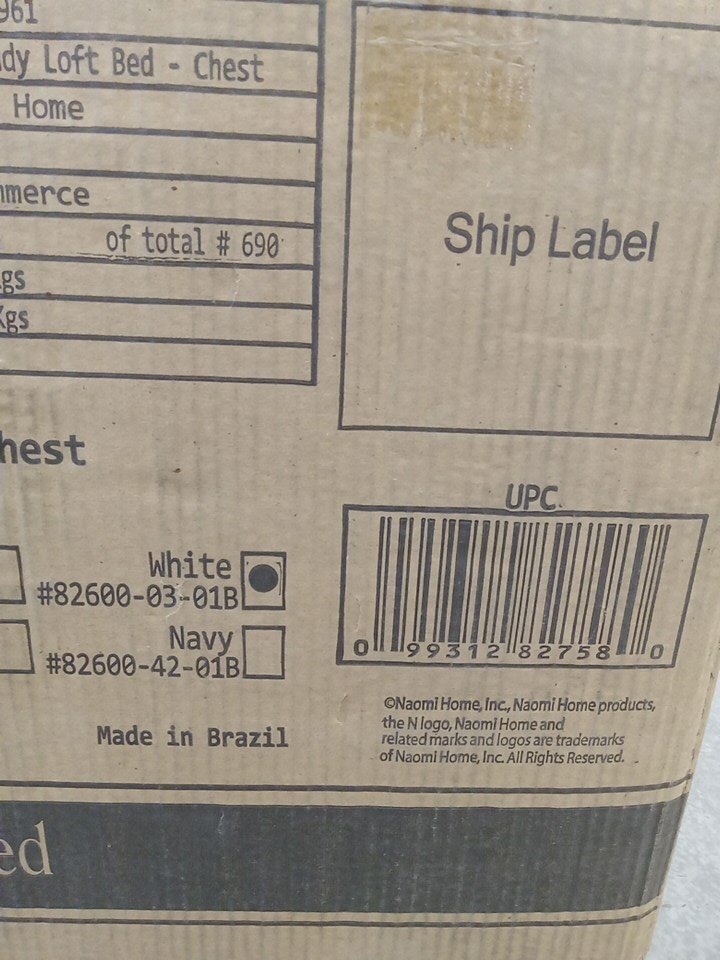 961
dy Loft Bed - Chest
Home
mmerce
of total # 690
gs
Kgs
Ship Label
hest
UPC
White
#82600-03-01B
Navy
#82600-42-01B
0 99312 82758 0
Made in Brazil
©Naomi Home, Inc., Naomi Home products,
the N logo, Naomi Home and
related marks and logos are trademarks
of Naomi Home, Inc. All Rights Reserved.
ed